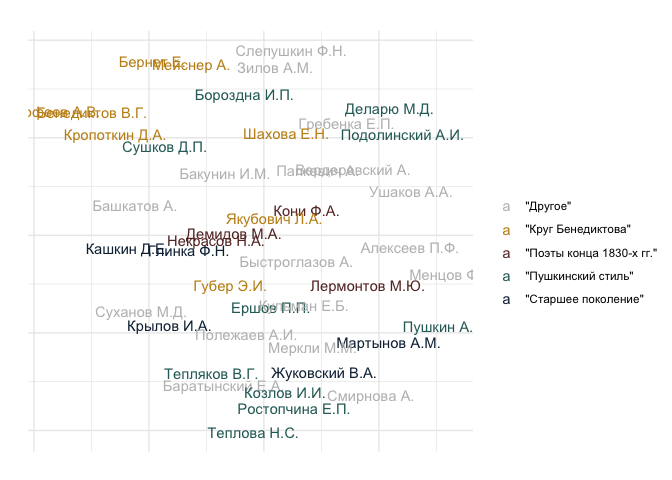 Слепушкин Ф.Н.
Бернет Е.
Мейснер А.
Зилов А.М.
Бороздна И.П.
Деларю М.Д.
Бенедиктов В.Г.
Гребенка Е.П.
Кропоткин Д.А.
Шахова Е.Н.
Подолинский А.И.
Сушков Д.П.
Бакунин И.М.
Ушаков А.А.
Башкатов А.
Кони Ф.А.
Якубович Л.А.
Демидов М.А.
Некрасов Н.А.
Кашкин Д.Е.
Глинка Ф.Н.
Алексеев П.Ф.
Быстроглазов А.
Менцов Ф
Губер Э.И.
Лермонтов М.Ю.
Ершов П.П.
Суханов М.Д.
Крылов И.А.
Пушкин А.
Полежаев А.И.
Мартынов А.М.
Меркли М.М.
Тепляков В.Г.
Жуковский В.А.
Баратынский Е.А.
Козлов И.И.
Смирнова А.
Ростопчина Е.П.
Теплова Н.С.
a "Другое"
a "Круг Бенедиктова"
a "Поэты конца 1830-х гг."
a "Пушкинский стиль"
a "Старшее поколение"